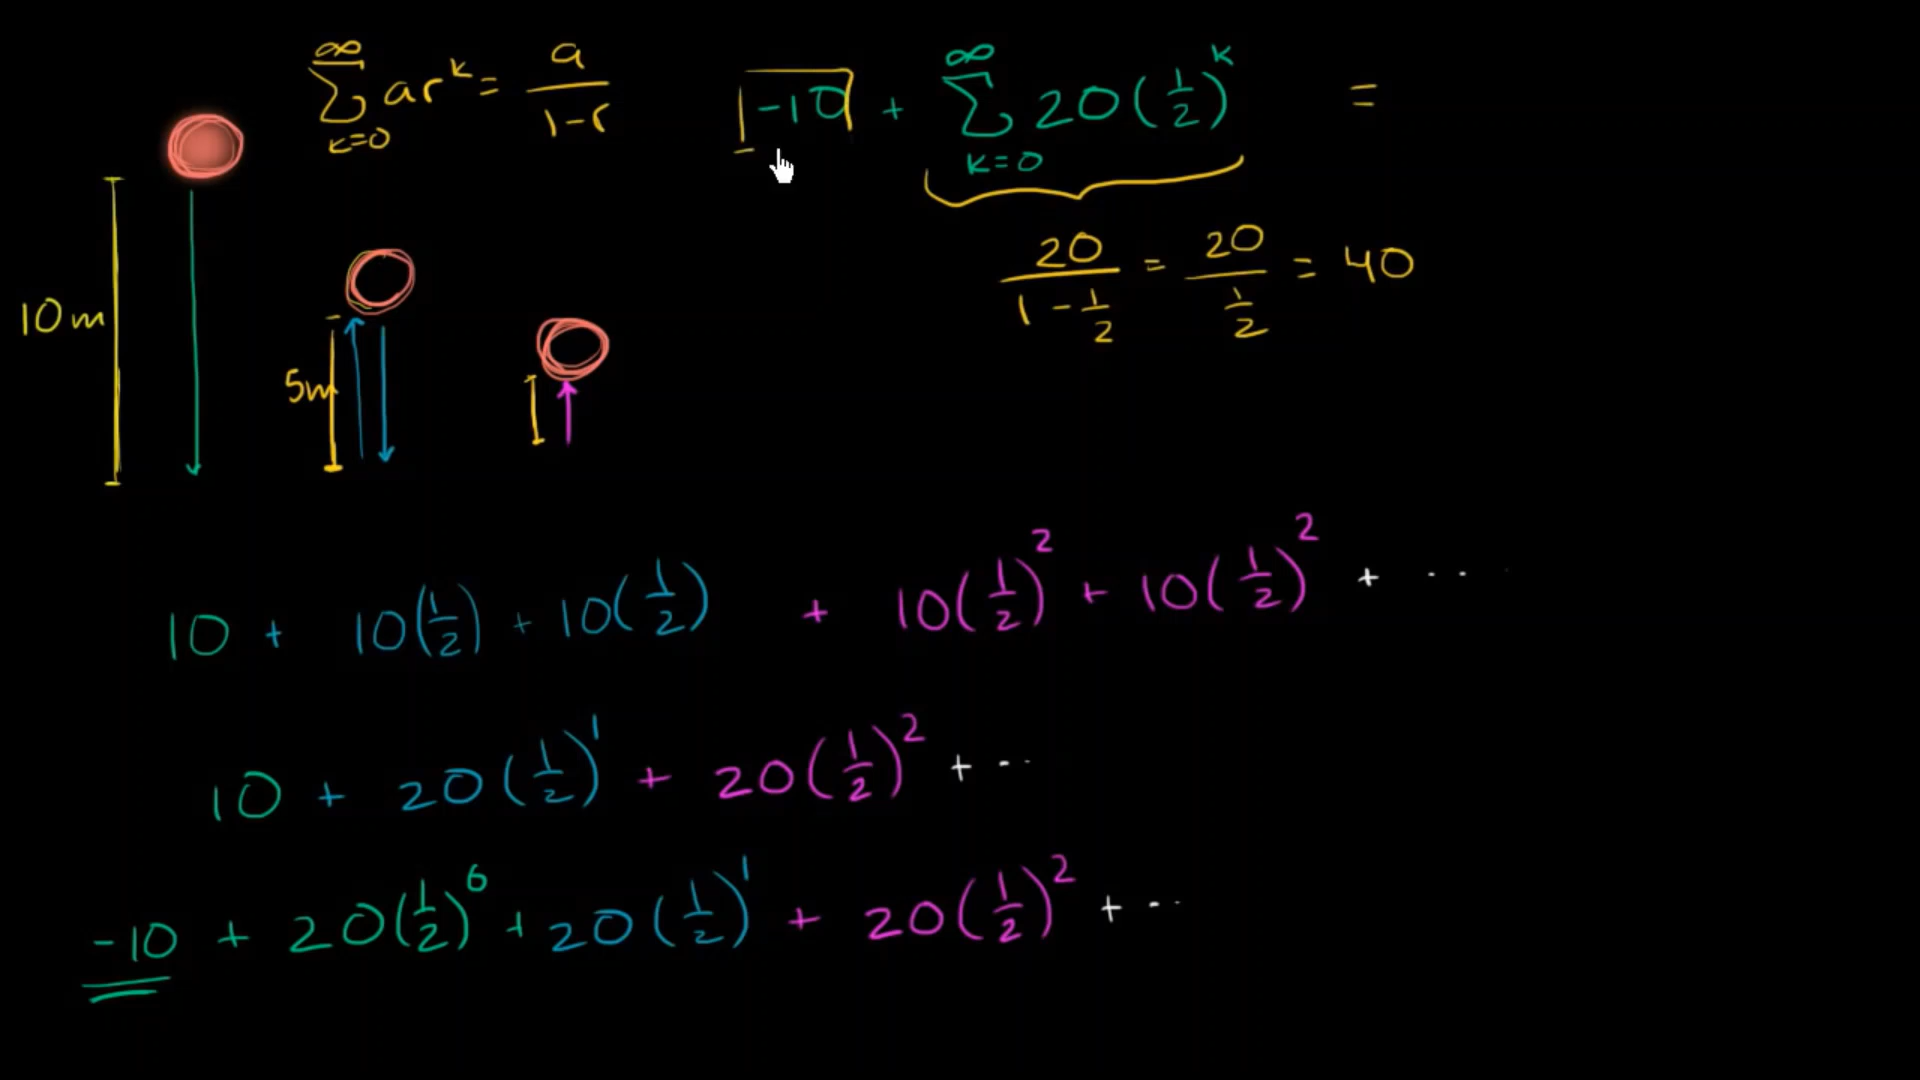 ∞
∑ ar^k = a/(1-r)
k=0
-10 + ∑_{k=0}^{∞} 20(1/2)^k =
20/(1 - 1/2) = 20/(1/2) = 40
10m
5m
10 + 10(1/2) + 10(1/2) + 10(1/2)^2 + 10(1/2)^2 + ...
10 + 20(1/2)^1 + 20(1/2)^2 + ...
-10 + 20(1/2)^0 + 20(1/2)^1 + 20(1/2)^2 + ...